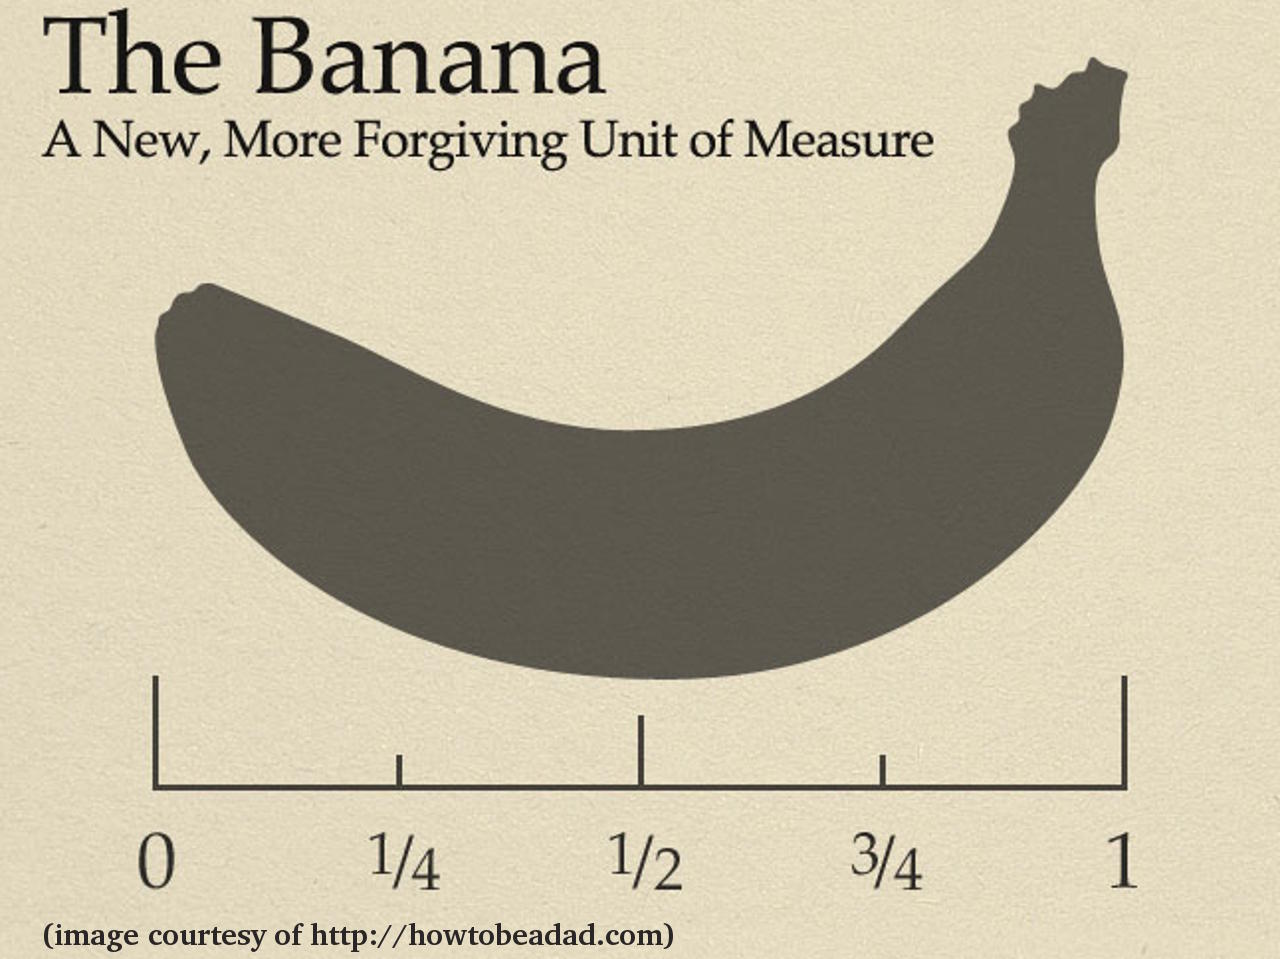 The Banana
A New, More Forgiving Unit of Measure
0 1/4 1/2 3/4 1
(image courtesy of http://howtobeadad.com)